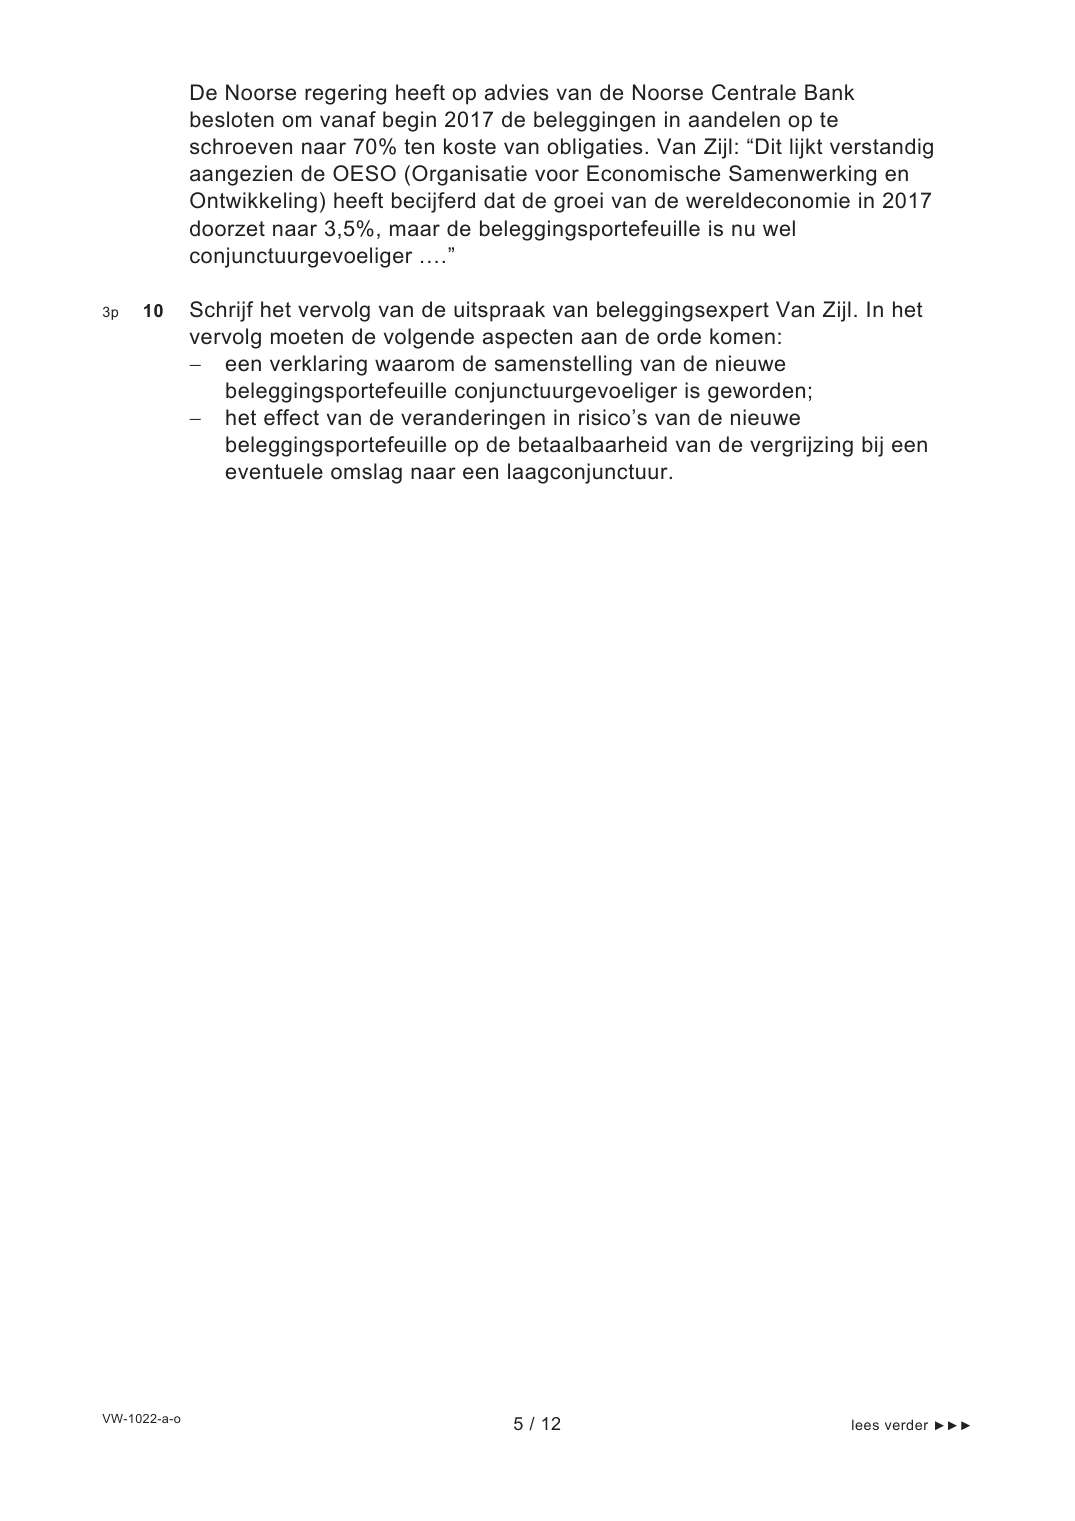 De Noorse regering heeft op advies van de Noorse Centrale Bank
besloten om vanaf begin 2017 de beleggingen in aandelen op te
schroeven naar 70% ten koste van obligaties. Van Zijl: “Dit lijkt verstandig
aangezien de OESO (Organisatie voor Economische Samenwerking en
Ontwikkeling) heeft becijferd dat de groei van de wereldeconomie in 2017
doorzet naar 3,5%, maar de beleggingsportefeuille is nu wel
conjunctuurgevoeliger ….”
3p 10 Schrijf het vervolg van de uitspraak van beleggingsexpert Van Zijl. In het
vervolg moeten de volgende aspecten aan de orde komen:
− een verklaring waarom de samenstelling van de nieuwe
beleggingsportefeuille conjunctuurgevoeliger is geworden;
− het effect van de veranderingen in risico’s van de nieuwe
beleggingsportefeuille op de betaalbaarheid van de vergrijzing bij een
eventuele omslag naar een laagconjunctuur.
VW-1022-a-o
5 / 12
lees verder ►►►